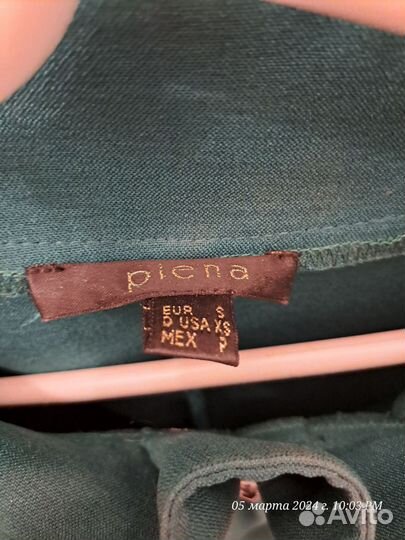 piena
EUR S
D USA XS
MEX P
05 марта 2024 г. 10:03 PM
Avito